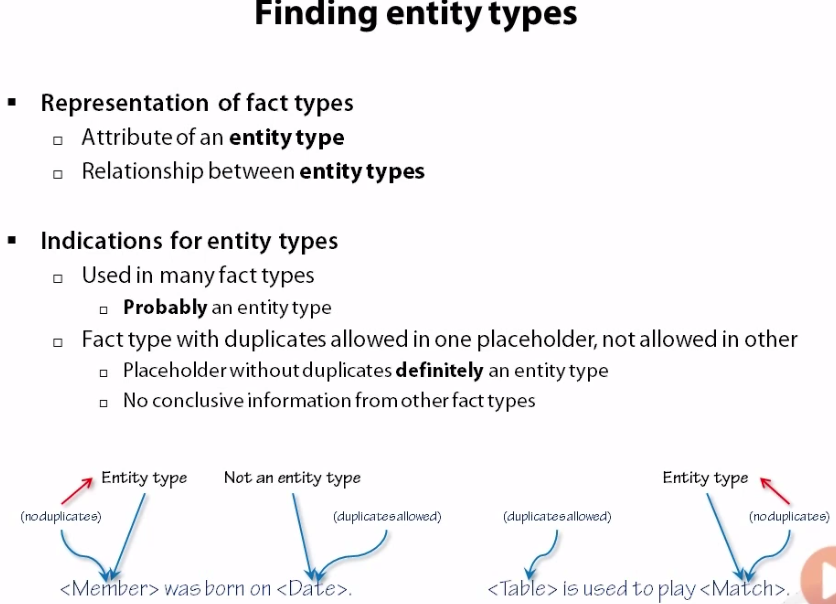 Finding entity types
▪ Representation of fact types
▫ Attribute of an entity type
▫ Relationship between entity types
▪ Indications for entity types
▫ Used in many fact types
▫ Probably an entity type
▫ Fact type with duplicates allowed in one placeholder, not allowed in other
▫ Placeholder without duplicates definitely an entity type
▫ No conclusive information from other fact types
Entity type Not an entity type Entity type
(no duplicates) (duplicates allowed) (duplicates allowed) (no duplicates)
<Member> was born on <Date>. <Table> is used to play <Match>.